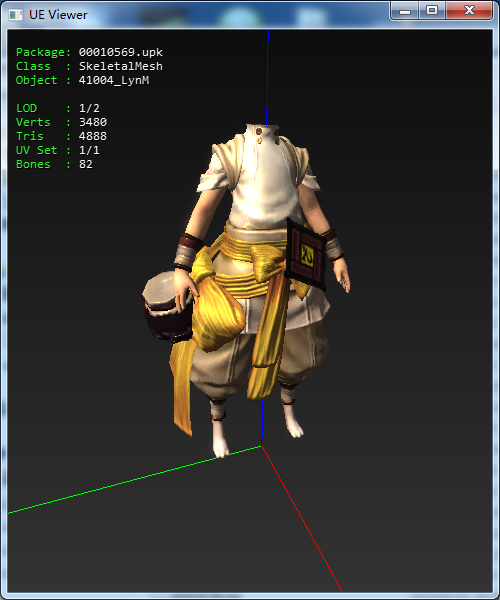 UE Viewer
Package: 00010569.upk
Class : SkeletalMesh
Object : 41004_LynM
LOD : 1/2
Verts : 3480
Tris : 4888
UV Set : 1/1
Bones : 82